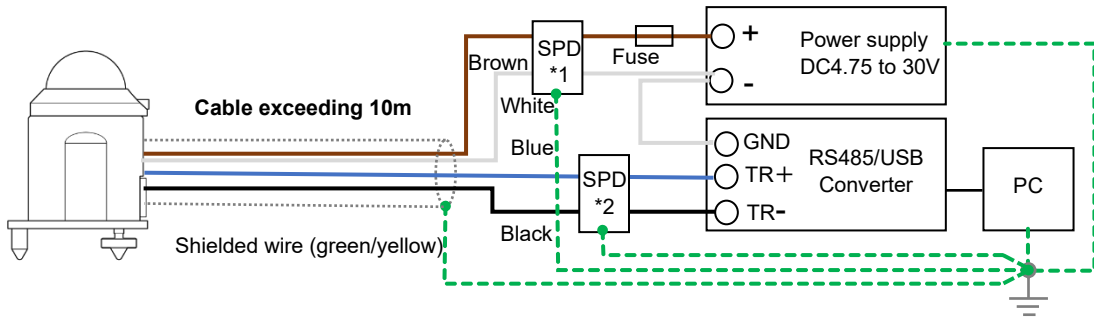 SPD
*1
Fuse
+
-
Power supply
DC4.75 to 30V
Brown
Cable exceeding 10m
White
Blue
GND
TR+
TR-
RS485/USB
Converter
PC
SPD
*2
Black
Shielded wire (green/yellow)